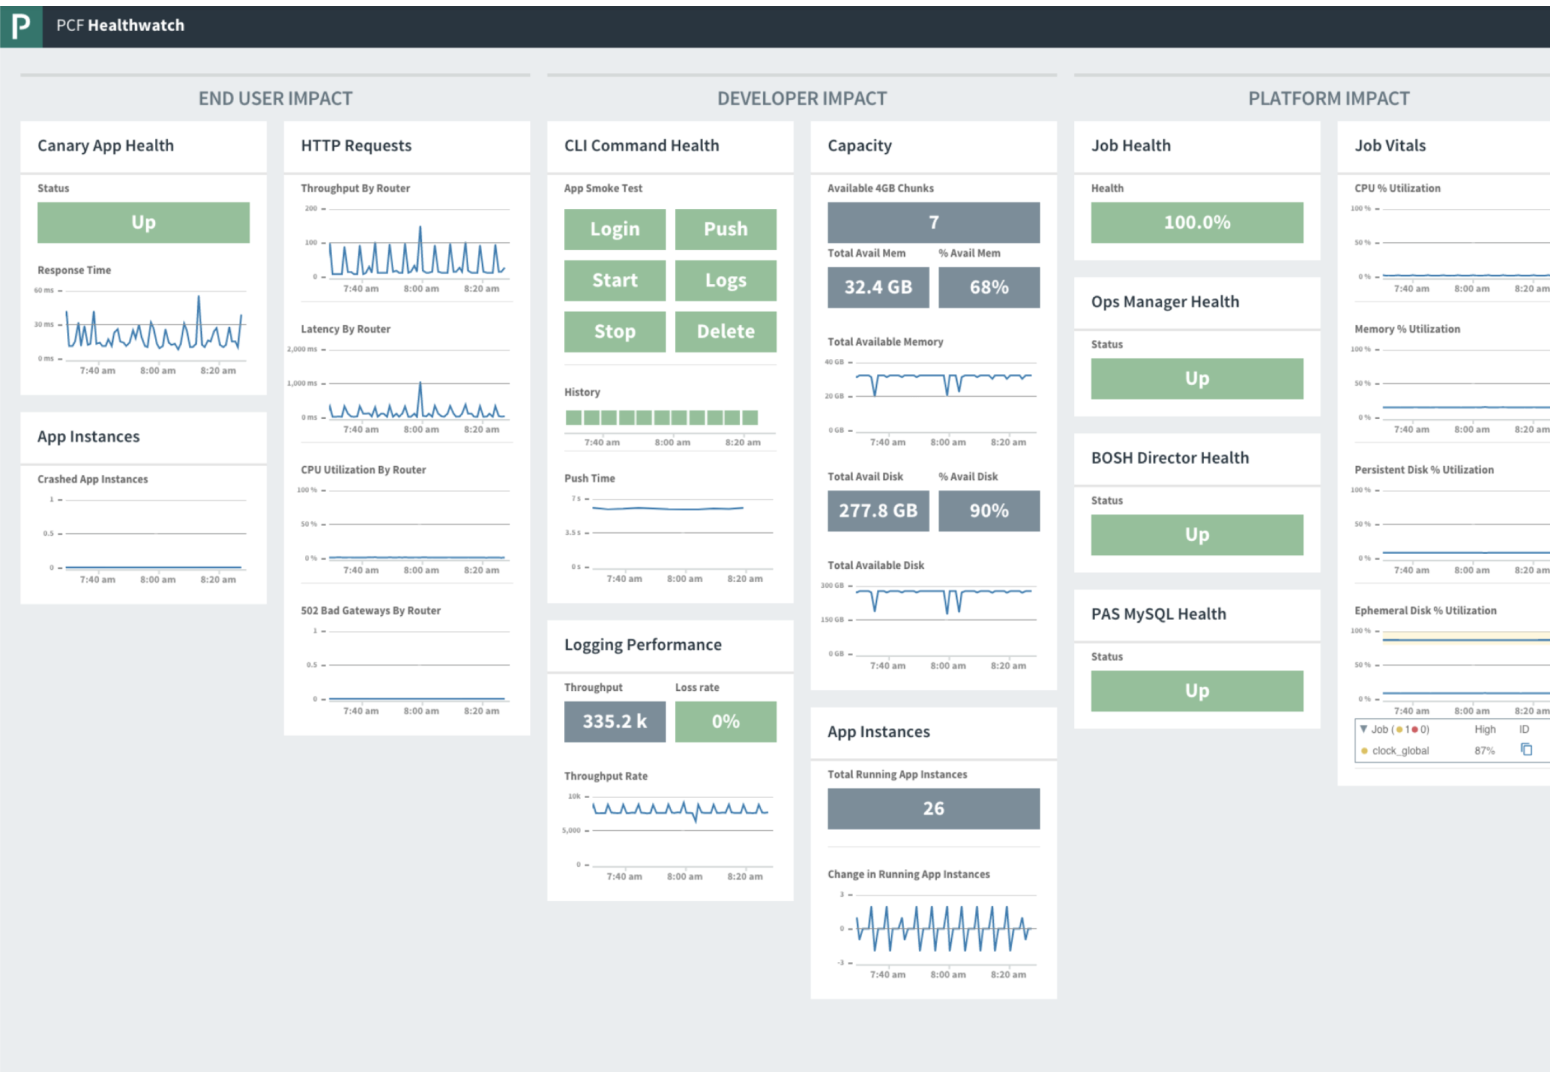 P
PCF Healthwatch
END USER IMPACT
Canary App Health
Status
Up
Response Time
60 ms
30 ms
0 ms
7:40 am 8:00 am 8:20 am
App Instances
Crashed App Instances
1
0.5
0
7:40 am 8:00 am 8:20 am
HTTP Requests
Throughput By Router
200
100
0
7:40 am 8:00 am 8:20 am
Latency By Router
2,000 ms
1,000 ms
0 ms
7:40 am 8:00 am 8:20 am
CPU Utilization By Router
100 %
50 %
0 %
7:40 am 8:00 am 8:20 am
502 Bad Gateways By Router
1
0.5
0
7:40 am 8:00 am 8:20 am
DEVELOPER IMPACT
CLI Command Health
App Smoke Test
Login Push
Start Logs
Stop Delete
History
7:40 am 8:00 am 8:20 am
Push Time
7 s
3.5 s
0 s
7:40 am 8:00 am 8:20 am
Logging Performance
Throughput Loss rate
335.2 k 0%
Throughput Rate
10k
5,000
0
7:40 am 8:00 am 8:20 am
Capacity
Available 4GB Chunks
7
Total Avail Mem % Avail Mem
32.4 GB 68%
Total Available Memory
40 GB
20 GB
0 GB
7:40 am 8:00 am 8:20 am
Total Avail Disk % Avail Disk
277.8 GB 90%
Total Available Disk
300 GB
150 GB
0 GB
7:40 am 8:00 am 8:20 am
App Instances
Total Running App Instances
26
Change in Running App Instances
3
0
-3
7:40 am 8:00 am 8:20 am
PLATFORM IMPACT
Job Health
Health
100.0%
Ops Manager Health
Status
Up
BOSH Director Health
Status
Up
PAS MySQL Health
Status
Up
Job Vitals
CPU % Utilization
100 %
50 %
0 %
7:40 am 8:00 am 8:20 am
Memory % Utilization
100 %
50 %
0 %
7:40 am 8:00 am 8:20 am
Persistent Disk % Utilization
100 %
50 %
0 %
7:40 am 8:00 am 8:20 am
Ephemeral Disk % Utilization
100 %
50 %
0 %
7:40 am 8:00 am 8:20 am
Job (1 0) High ID
clock_global 87%